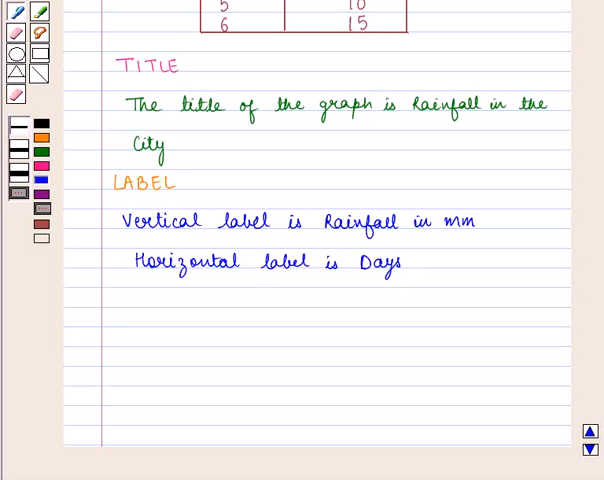 5 10
6 15
TITLE
The title of the graph is Rainfall in the
City
LABEL
Vertical label is Rainfall in mm
Horizontal label is Days